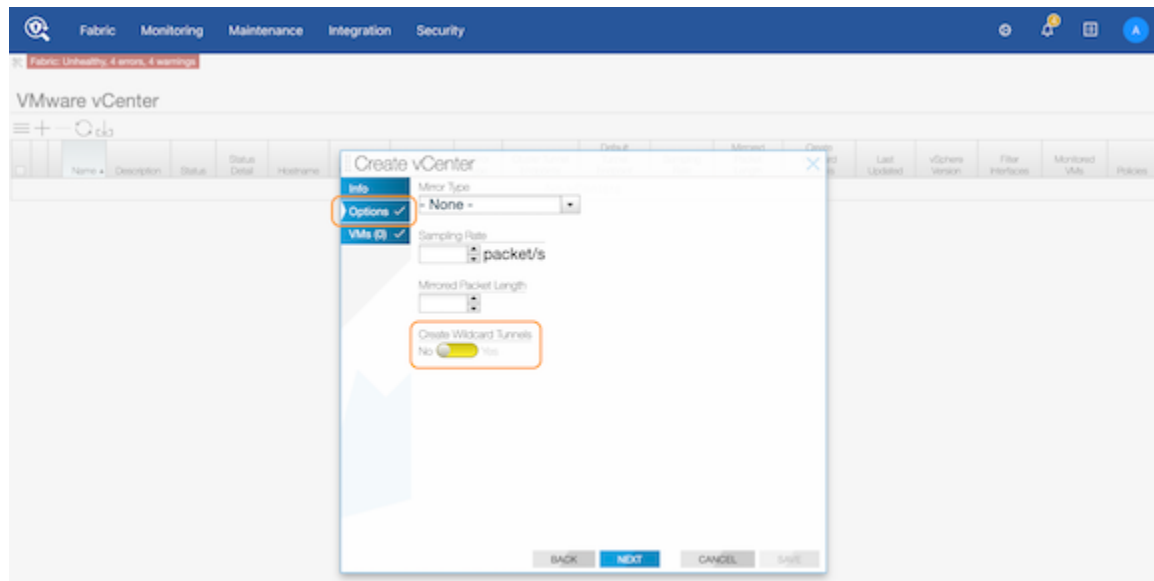 Fabric Monitoring Maintenance Integration Security
A
Fabric: Unhealthy, 4 errors, 4 warnings
VMware vCenter
Name Description Status Status Detail Hostname Default Last Updated vSphere Version Filter Interfaces Monitored VMs Policies
Create vCenter
Info
Options
VMs (0)
Mirror Type
- None -
Sampling Rate
packet/s
Mirrored Packet Length
Create Wildcard Tunnels
No Yes
BACK NEXT CANCEL SAVE